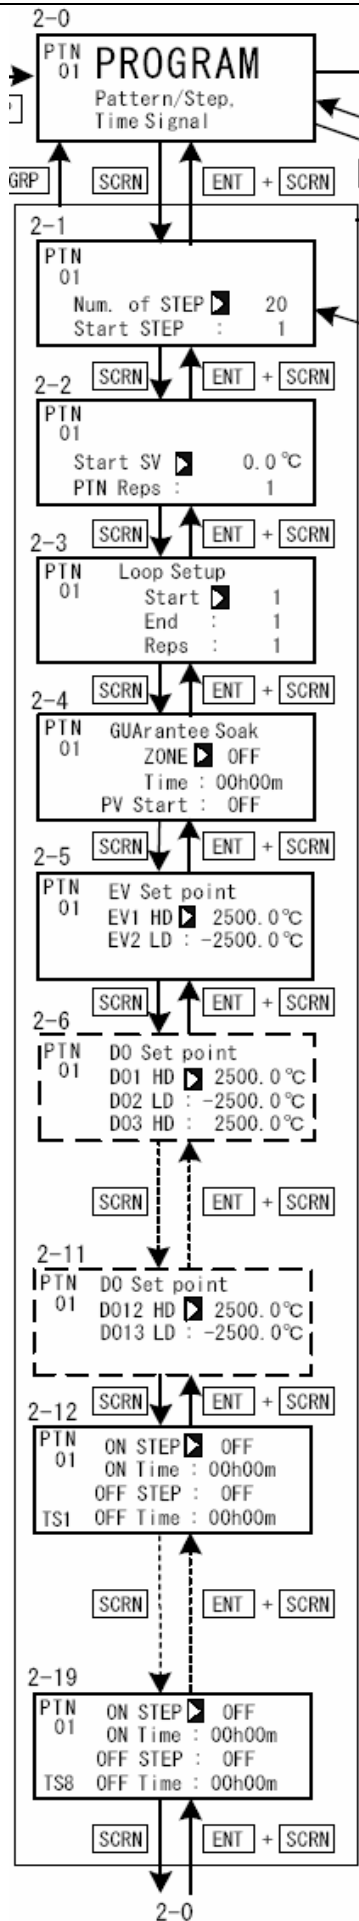 2-0
PTN PROGRAM
01
Pattern/Step,
Time Signal
GRP SCRN ENT + SCRN
2-1
PTN
01
Num. of STEP 20
Start STEP : 1
2-2 SCRN ENT + SCRN
PTN
01
Start SV 0.0℃
PTN Reps : 1
2-3 SCRN ENT + SCRN
PTN Loop Setup
01 Start 1
End : 1
Reps : 1
2-4 SCRN ENT + SCRN
PTN GUArantee Soak
01 ZONE OFF
Time : 00h00m
PV Start : OFF
2-5 SCRN ENT + SCRN
PTN EV Set point
01 EV1 HD 2500.0℃
EV2 LD : -2500.0℃
2-6 SCRN ENT + SCRN
PTN DO Set point
01 DO1 HD 2500.0℃
DO2 LD : -2500.0℃
DO3 HD : 2500.0℃
SCRN ENT + SCRN
2-11
PTN DO Set point
01 DO12 HD 2500.0℃
DO13 LD : -2500.0℃
2-12 SCRN ENT + SCRN
PTN ON STEP OFF
01 ON Time : 00h00m
OFF STEP : OFF
TS1 OFF Time : 00h00m
SCRN ENT + SCRN
2-19
PTN ON STEP OFF
01 ON Time : 00h00m
OFF STEP : OFF
TS8 OFF Time : 00h00m
SCRN ENT + SCRN
2-0